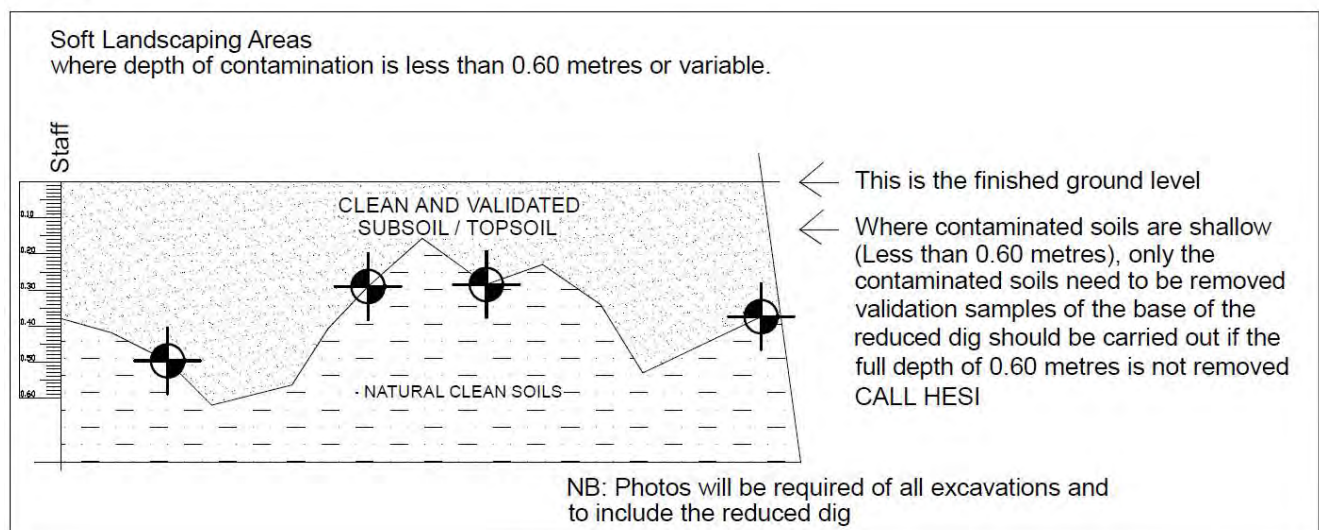 Soft Landscaping Areas
where depth of contamination is less than 0.60 metres or variable.
Staff
0.10
0.20
0.30
0.40
0.50
0.60
CLEAN AND VALIDATED
SUBSOIL / TOPSOIL
- NATURAL CLEAN SOILS
This is the finished ground level
Where contaminated soils are shallow
(Less than 0.60 metres), only the
contaminated soils need to be removed
validation samples of the base of the
reduced dig should be carried out if the
full depth of 0.60 metres is not removed
CALL HESI
NB: Photos will be required of all excavations and
to include the reduced dig